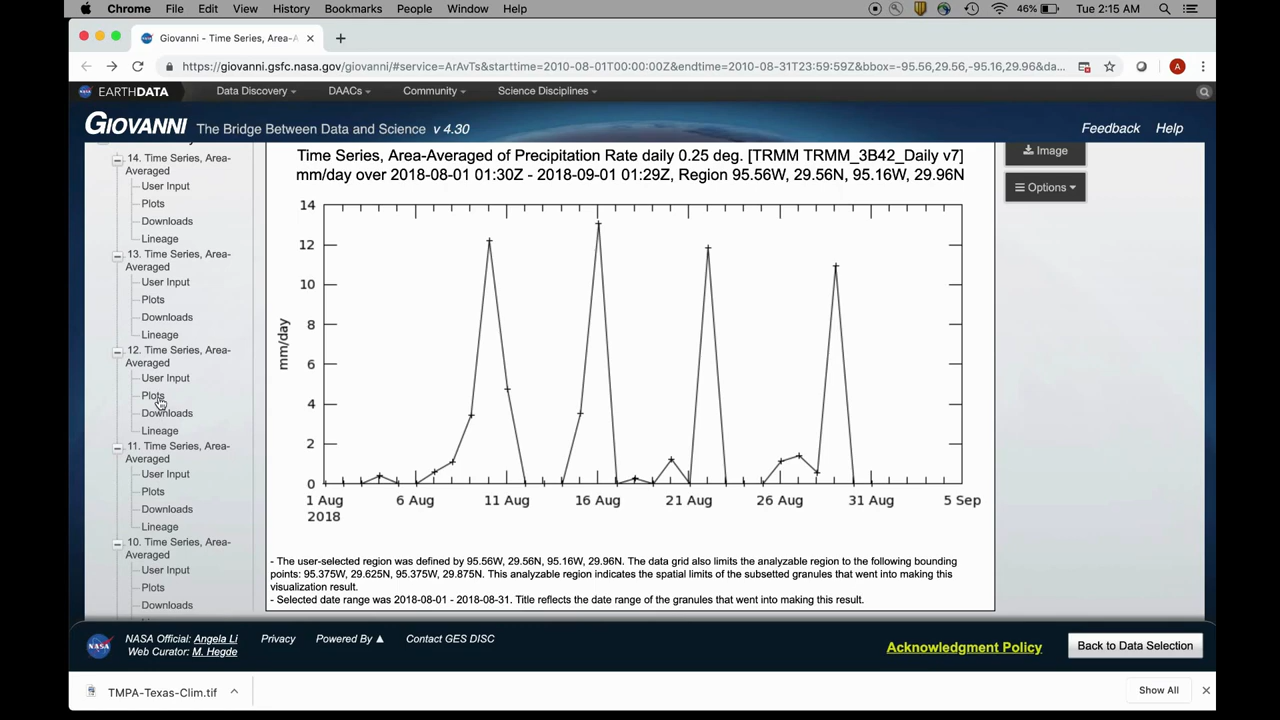 Chrome File Edit View History Bookmarks People Window Help 46% Tue 2:15 AM
Giovanni - Time Series, Area-A
https://giovanni.gsfc.nasa.gov/giovanni/#service=ArAvTs&starttime=2010-08-01T00:00:00Z&endtime=2010-08-31T23:59:59Z&bbox=-95.56,29.56,-95.16,29.96&da... A
NASA EARTHDATA Data Discovery DAACs Community Science Disciplines
GIOVANNI The Bridge Between Data and Science v 4.30 Feedback Help
14. Time Series, Area-
Averaged
User Input
Plots
Downloads
Lineage
13. Time Series, Area-
Averaged
User Input
Plots
Downloads
Lineage
12. Time Series, Area-
Averaged
User Input
Plots
Downloads
Lineage
11. Time Series, Area-
Averaged
User Input
Plots
Downloads
Lineage
10. Time Series, Area-
Averaged
User Input
Plots
Downloads
Time Series, Area-Averaged of Precipitation Rate daily 0.25 deg. [TRMM TRMM_3B42_Daily v7]
mm/day over 2018-08-01 01:30Z - 2018-09-01 01:29Z, Region 95.56W, 29.56N, 95.16W, 29.96N
14
12
10
8
6
4
2
0
mm/day
1 Aug 6 Aug 11 Aug 16 Aug 21 Aug 26 Aug 31 Aug 5 Sep
2018
- The user-selected region was defined by 95.56W, 29.56N, 95.16W, 29.96N. The data grid also limits the analyzable region to the following bounding
points: 95.375W, 29.625N, 95.375W, 29.875N. This analyzable region indicates the spatial limits of the subsetted granules that went into making this
visualization result.
- Selected date range was 2018-08-01 - 2018-08-31. Title reflects the date range of the granules that went into making this result.
Image
Options
NASA NASA Official: Angela Li Privacy Powered By Contact GES DISC
Web Curator: M. Hegde
Acknowledgment Policy Back to Data Selection
TMPA-Texas-Clim.tif Show All